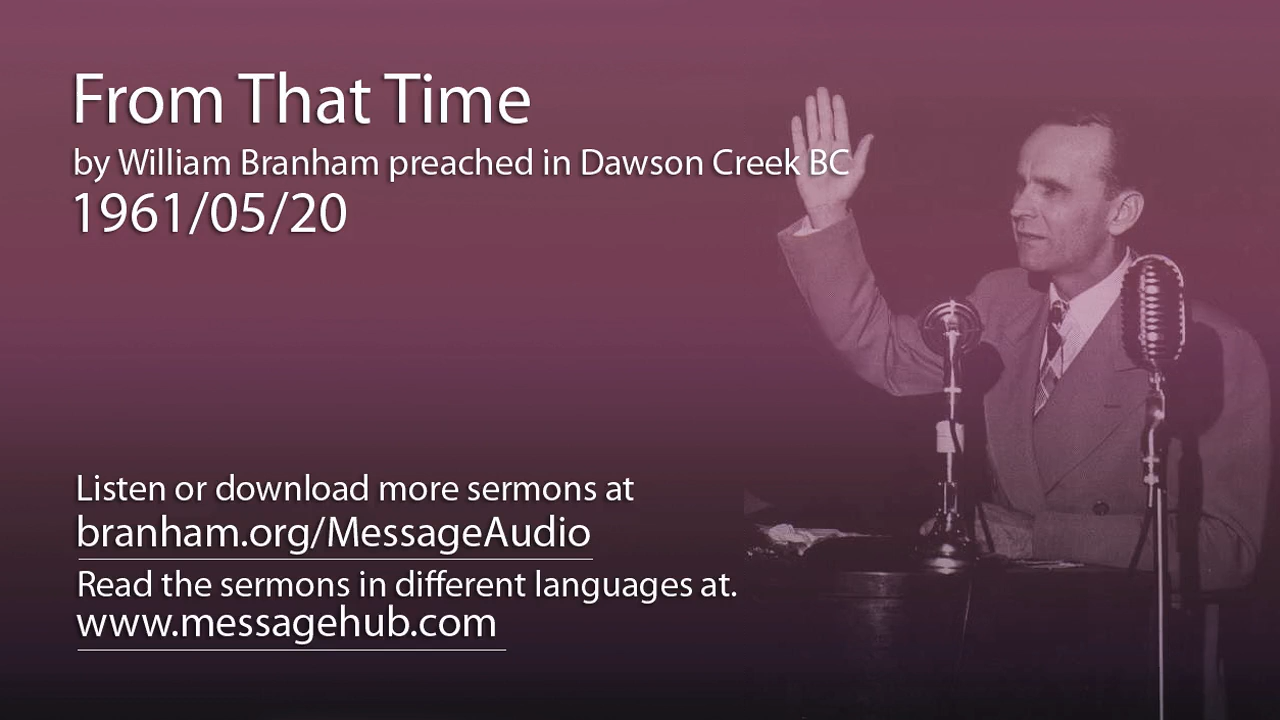 From That Time
by William Branham preached in Dawson Creek BC
1961/05/20
Listen or download more sermons at
branham.org/MessageAudio
Read the sermons in different languages at.
www.messagehub.com